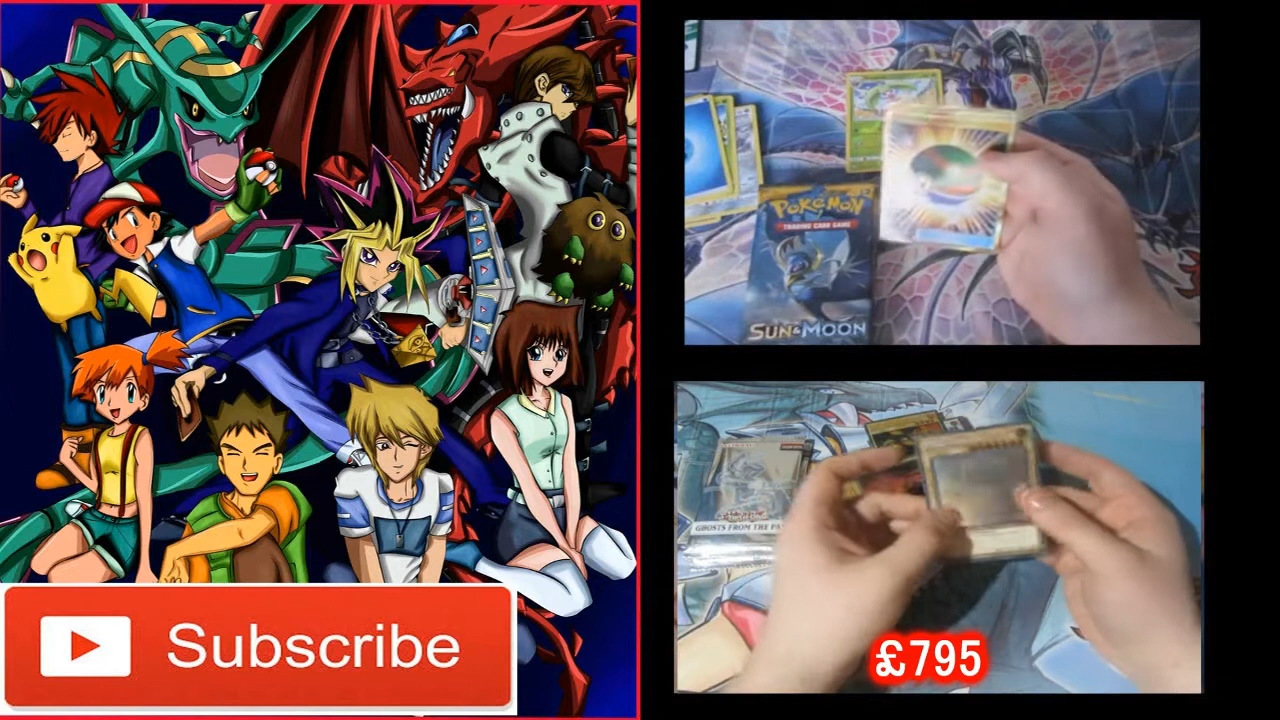 Subscribe
POKéMON
TRADING CARD GAME
SUN & MOON
GHOSTS FROM THE PA
£795